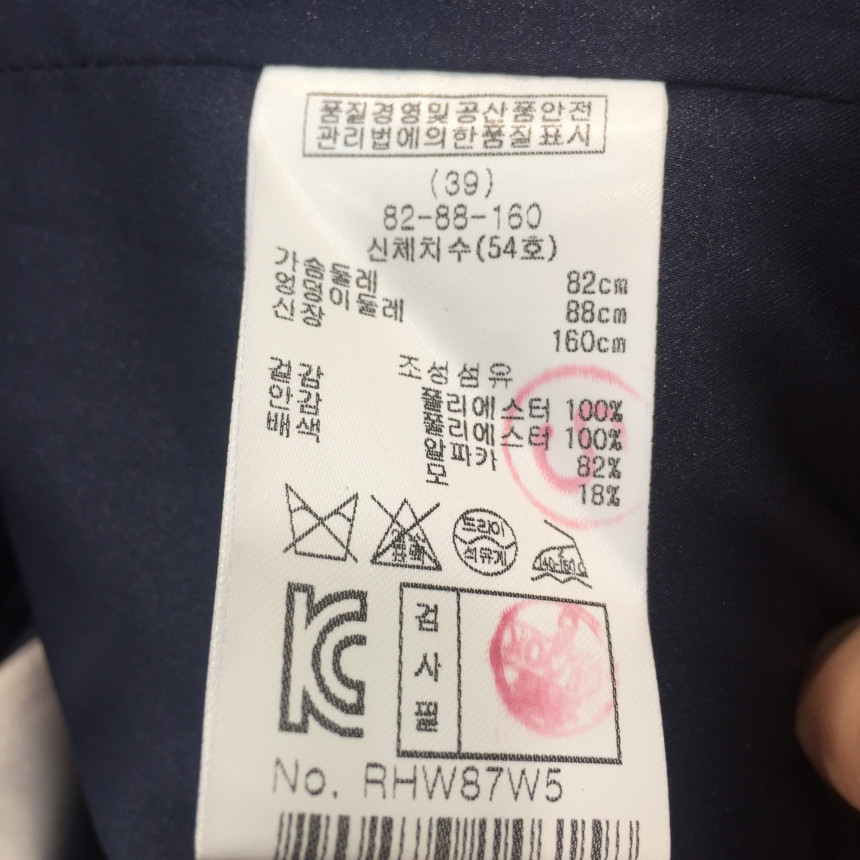 품질경영및공산품안전
관리법에의한품질표시
(39)
82-88-160
신체치수(54호)
가슴둘레 82cm
엉덩이둘레 88cm
신장 160cm
조성섬유
겉감 폴리에스터 100%
안감 폴리에스터 100%
배색 알파카 82%
모 18%
드라이
석유계
140~160℃
KC
검사필
No. RHW87W5